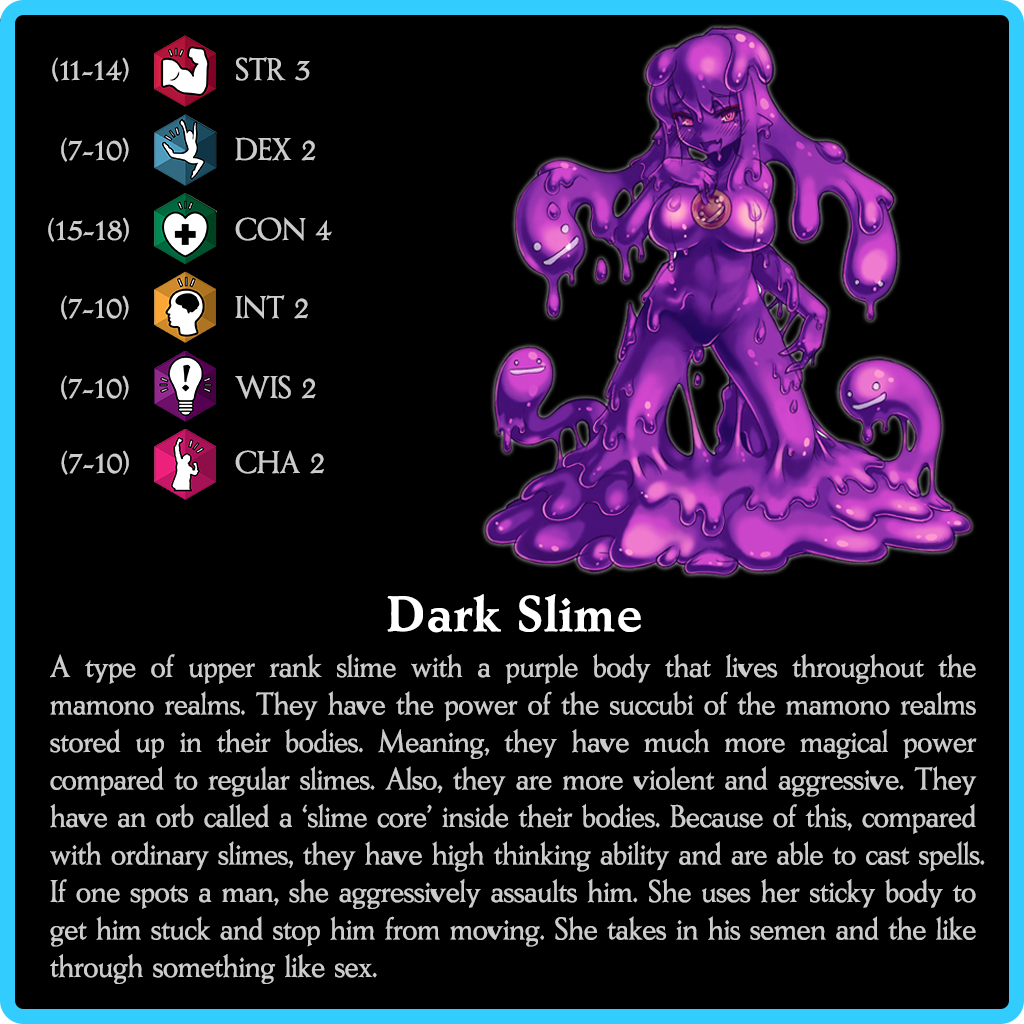 (11-14) STR 3
(7-10) DEX 2
(15-18) CON 4
(7-10) INT 2
(7-10) WIS 2
(7-10) CHA 2
Dark Slime
A type of upper rank slime with a purple body that lives throughout the
mamono realms. They have the power of the succubi of the mamono realms
stored up in their bodies. Meaning, they have much more magical power
compared to regular slimes. Also, they are more violent and aggressive. They
have an orb called a ‘slime core’ inside their bodies. Because of this, compared
with ordinary slimes, they have high thinking ability and are able to cast spells.
If one spots a man, she aggressively assaults him. She uses her sticky body to
get him stuck and stop him from moving. She takes in his semen and the like
through something like sex.